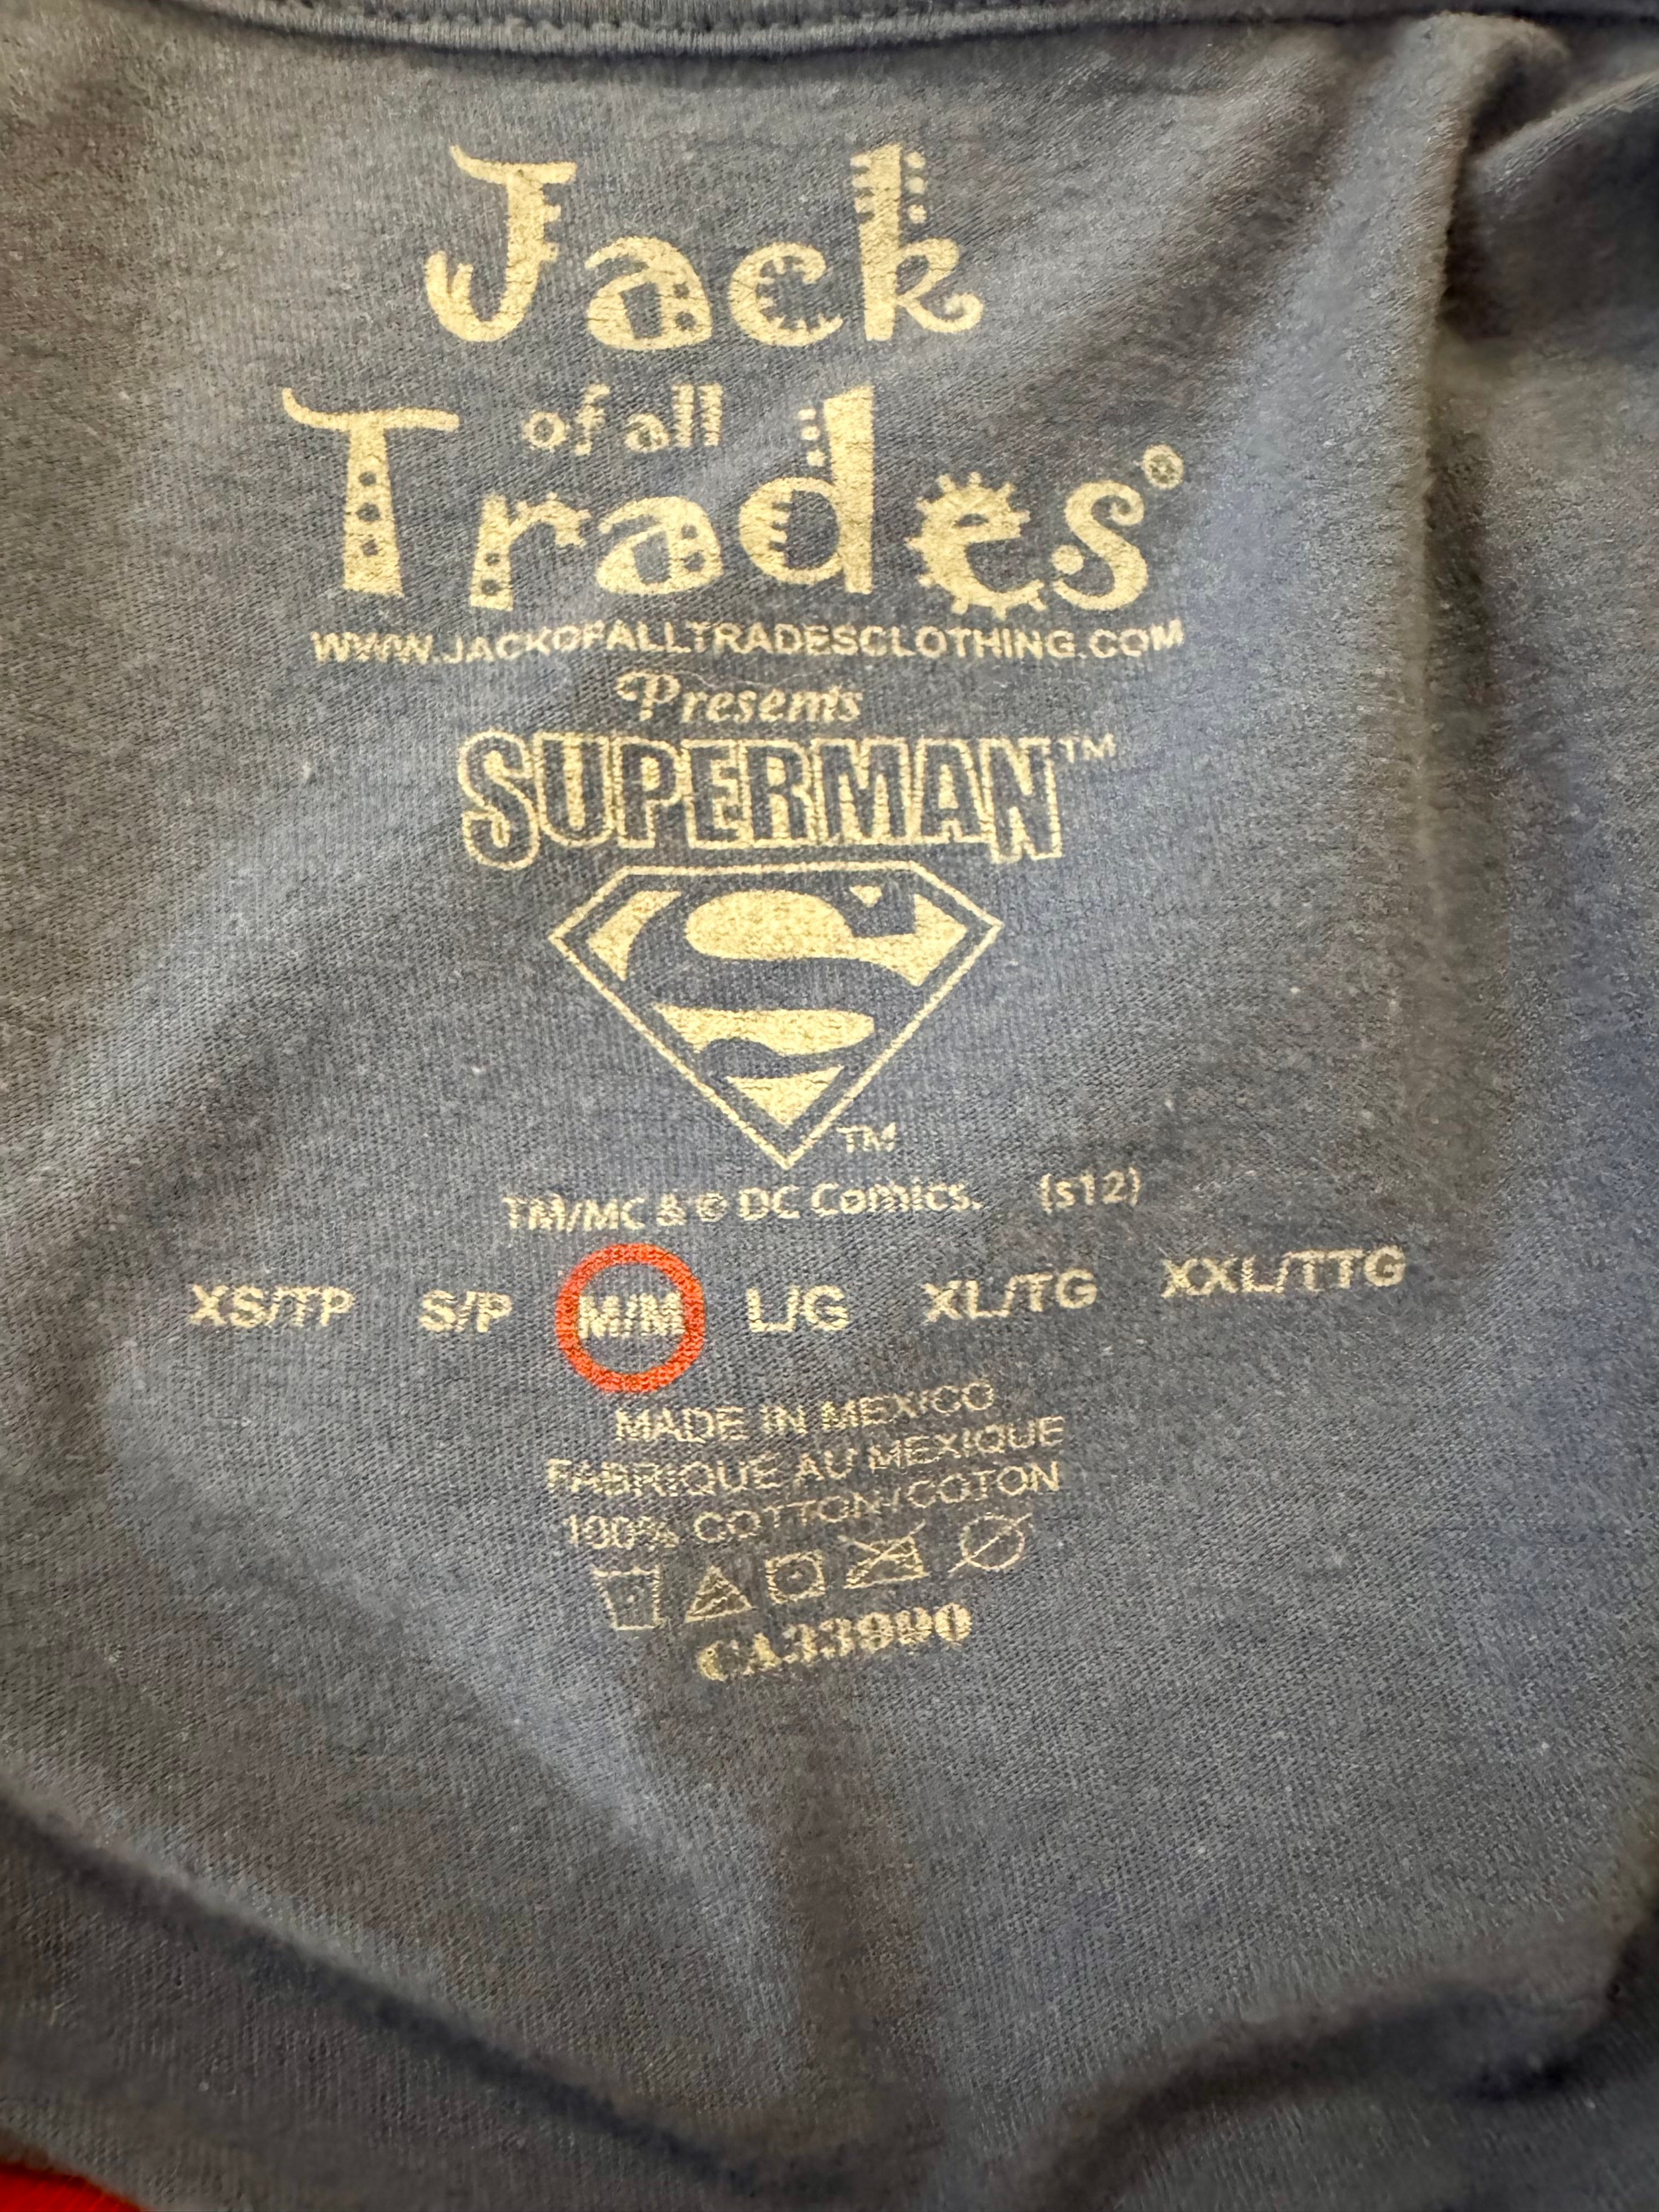 Jack
of all
Trades®
WWW.JACKOFALLTRADESCLOTHING.COM
Presents
SUPERMAN™
S
TM
TM/MC & © DC Comics. (s12)
XS/TP S/P M/M L/G XL/TG XXL/TTG
MADE IN MEXICO
FABRIQUE AU MEXIQUE
100% COTTON/COTON